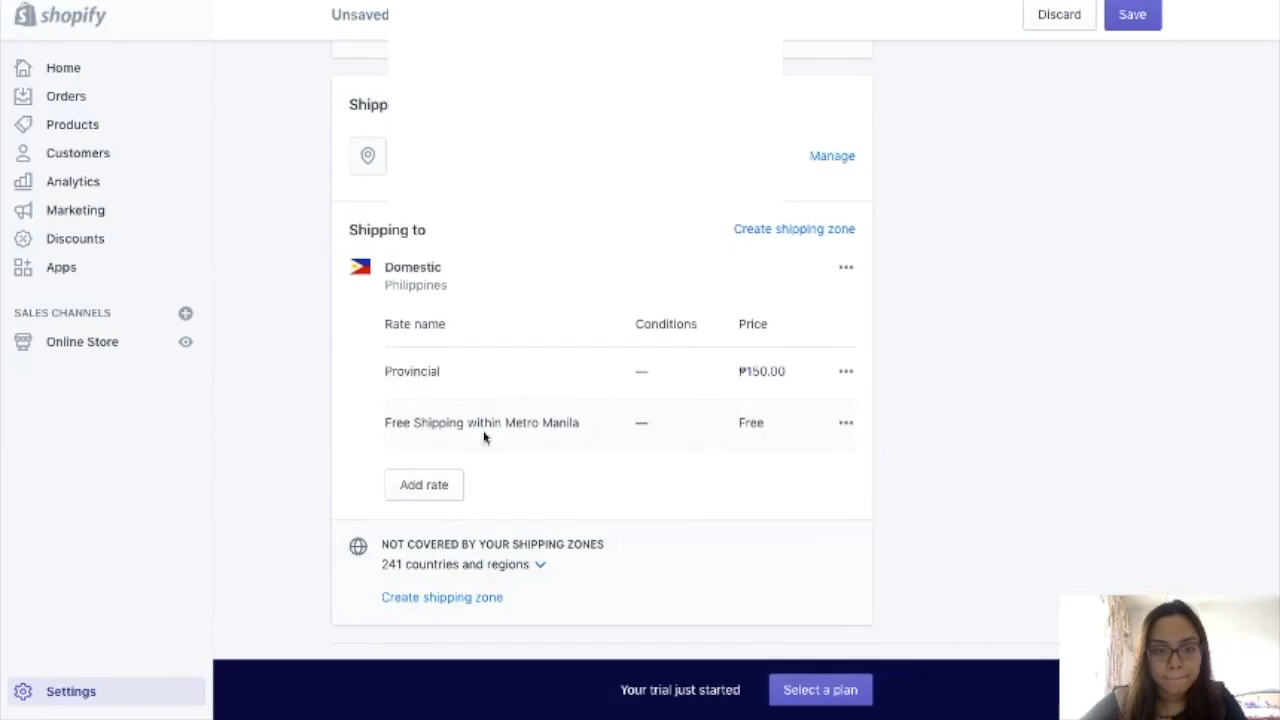 shopify
Unsaved
Discard
Save
Home
Orders
Products
Customers
Analytics
Marketing
Discounts
Apps
SALES CHANNELS
Online Store
Settings
Shipp
Manage
Shipping to
Create shipping zone
Domestic
Philippines
Rate name Conditions Price
Provincial — ₱150.00
Free Shipping within Metro Manila — Free
Add rate
NOT COVERED BY YOUR SHIPPING ZONES
241 countries and regions
Create shipping zone
Your trial just started
Select a plan